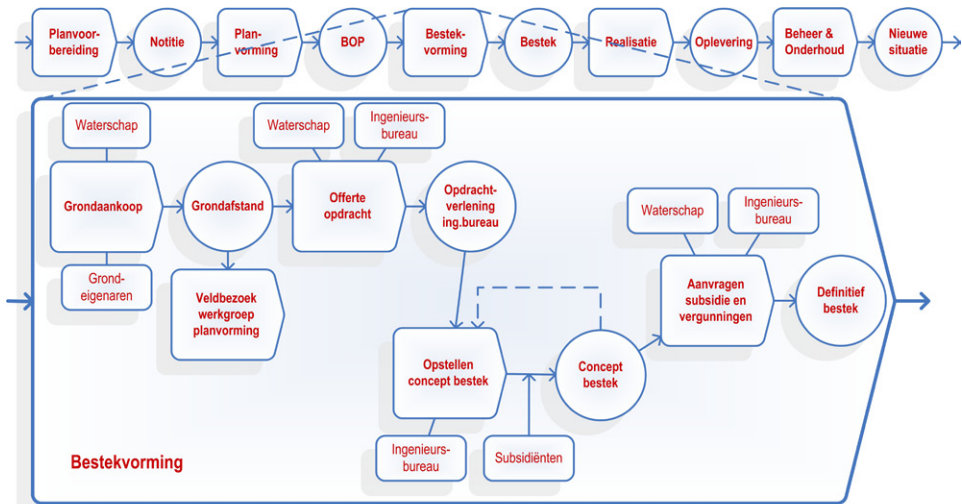 Planvoor-
bereiding
Notitie
Plan-
vorming
BOP
Bestek-
vorming
Bestek
Realisatie
Oplevering
Beheer &
Onderhoud
Nieuwe
situatie
Waterschap
Grondaankoop
Grond-
eigenaren
Grondafstand
Veldbezoek
werkgroep
planvorming
Waterschap
Ingenieurs-
bureau
Offerte
opdracht
Opdracht-
verlening
ing.bureau
Opstellen
concept bestek
Ingenieurs-
bureau
Subsidiënten
Concept
bestek
Waterschap
Ingenieurs-
bureau
Aanvragen
subsidie en
vergunningen
Definitief
bestek
Bestekvorming